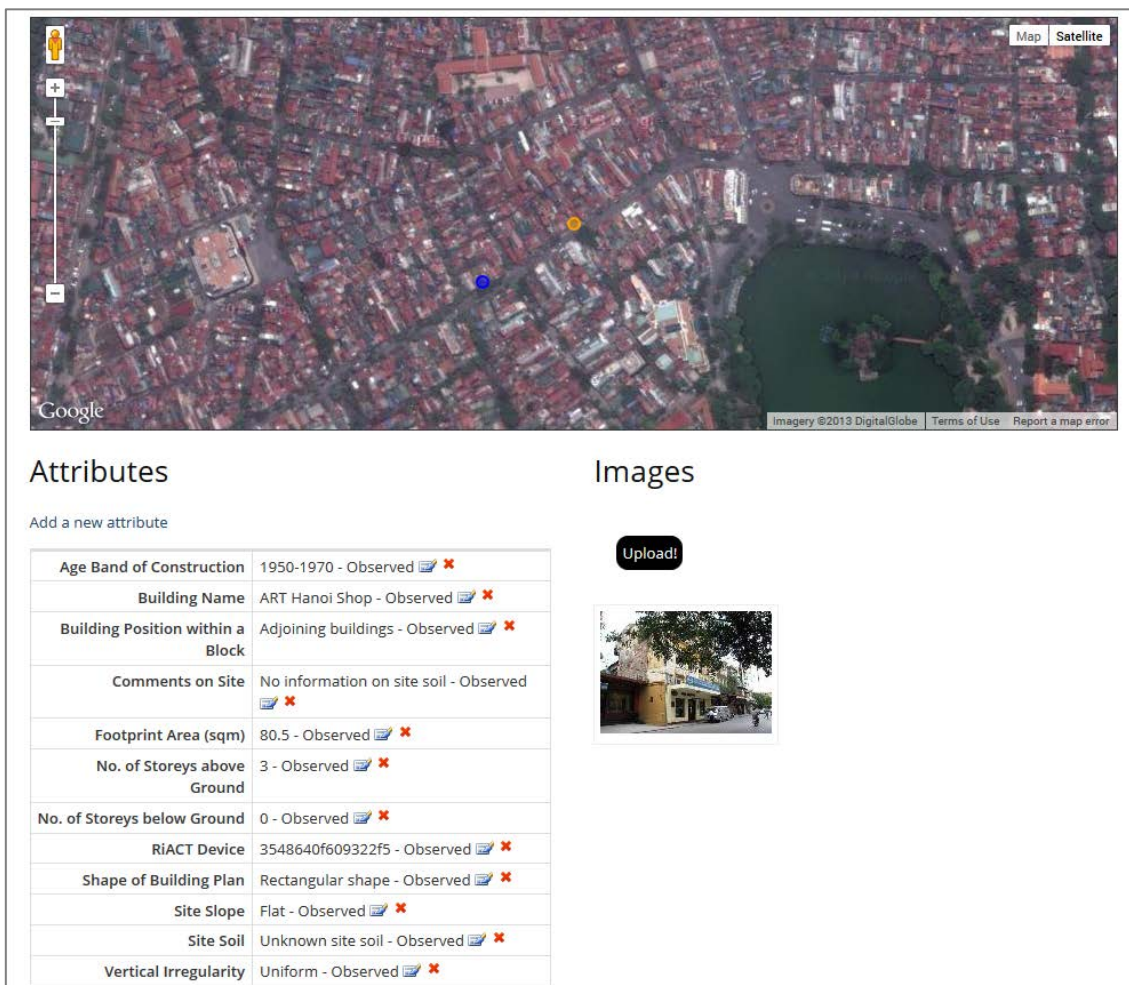 Map Satellite
Google
Imagery ©2013 DigitalGlobe Terms of Use Report a map error
Attributes
Add a new attribute
Age Band of Construction 1950-1970 - Observed
Building Name ART Hanoi Shop - Observed
Building Position within a
Block
Adjoining buildings - Observed
Comments on Site No information on site soil - Observed
Footprint Area (sqm) 80.5 - Observed
No. of Storeys above
Ground
3 - Observed
No. of Storeys below Ground 0 - Observed
RiACT Device 3548640f609322f5 - Observed
Shape of Building Plan Rectangular shape - Observed
Site Slope Flat - Observed
Site Soil Unknown site soil - Observed
Vertical Irregularity Uniform - Observed
Images
Upload!